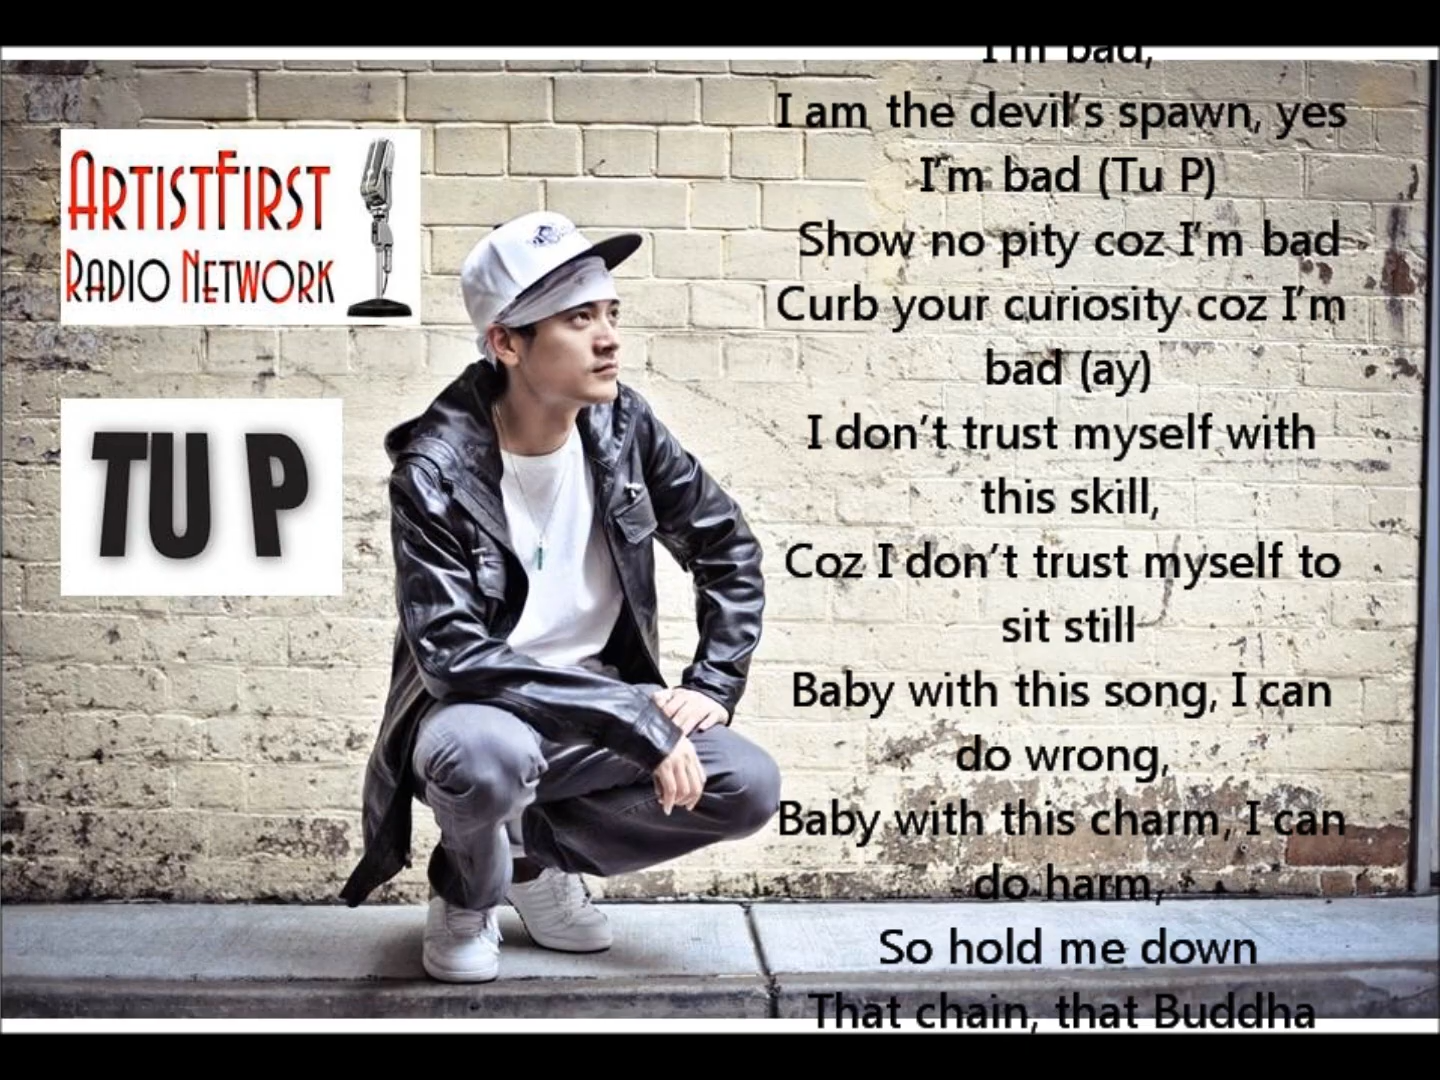 ARTISTFIRST
RADIO NETWORK
TU P
I'm bad,
I am the devil's spawn, yes
I'm bad (Tu P)
Show no pity coz I'm bad
Curb your curiosity coz I'm
bad (ay)
I don't trust myself with
this skill,
Coz I don't trust myself to
sit still
Baby with this song, I can
do wrong,
Baby with this charm, I can
do harm,
So hold me down
That chain, that Buddha